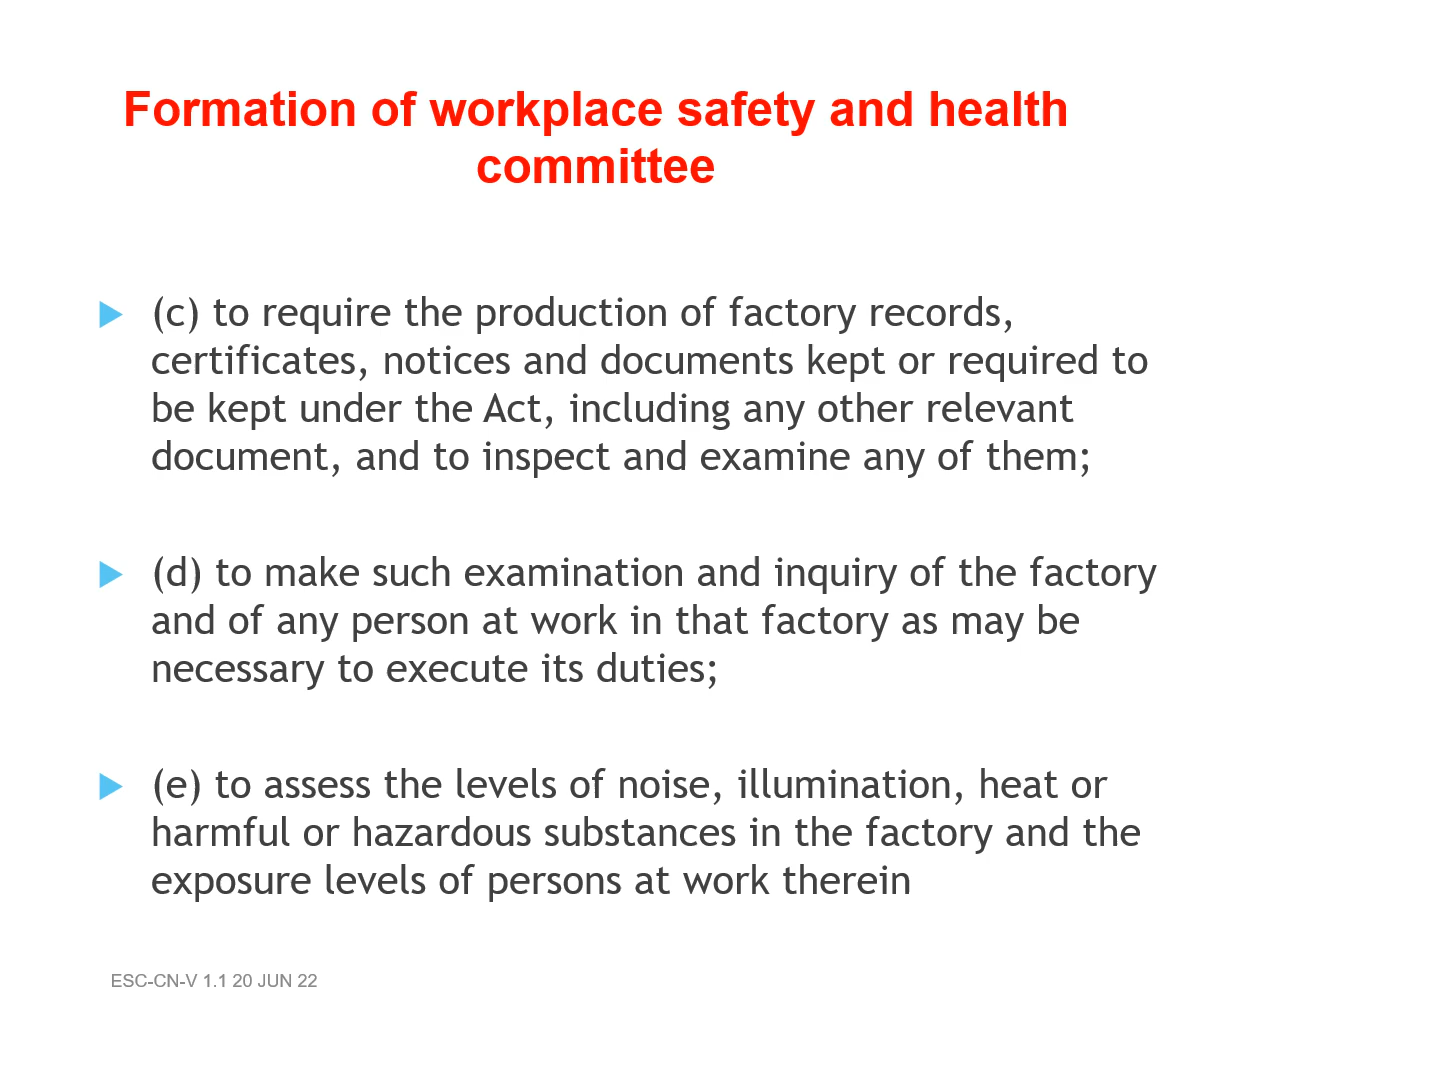 Formation of workplace safety and health
committee
(c) to require the production of factory records,
certificates, notices and documents kept or required to
be kept under the Act, including any other relevant
document, and to inspect and examine any of them;
(d) to make such examination and inquiry of the factory
and of any person at work in that factory as may be
necessary to execute its duties;
(e) to assess the levels of noise, illumination, heat or
harmful or hazardous substances in the factory and the
exposure levels of persons at work therein
ESC-CN-V 1.1 20 JUN 22